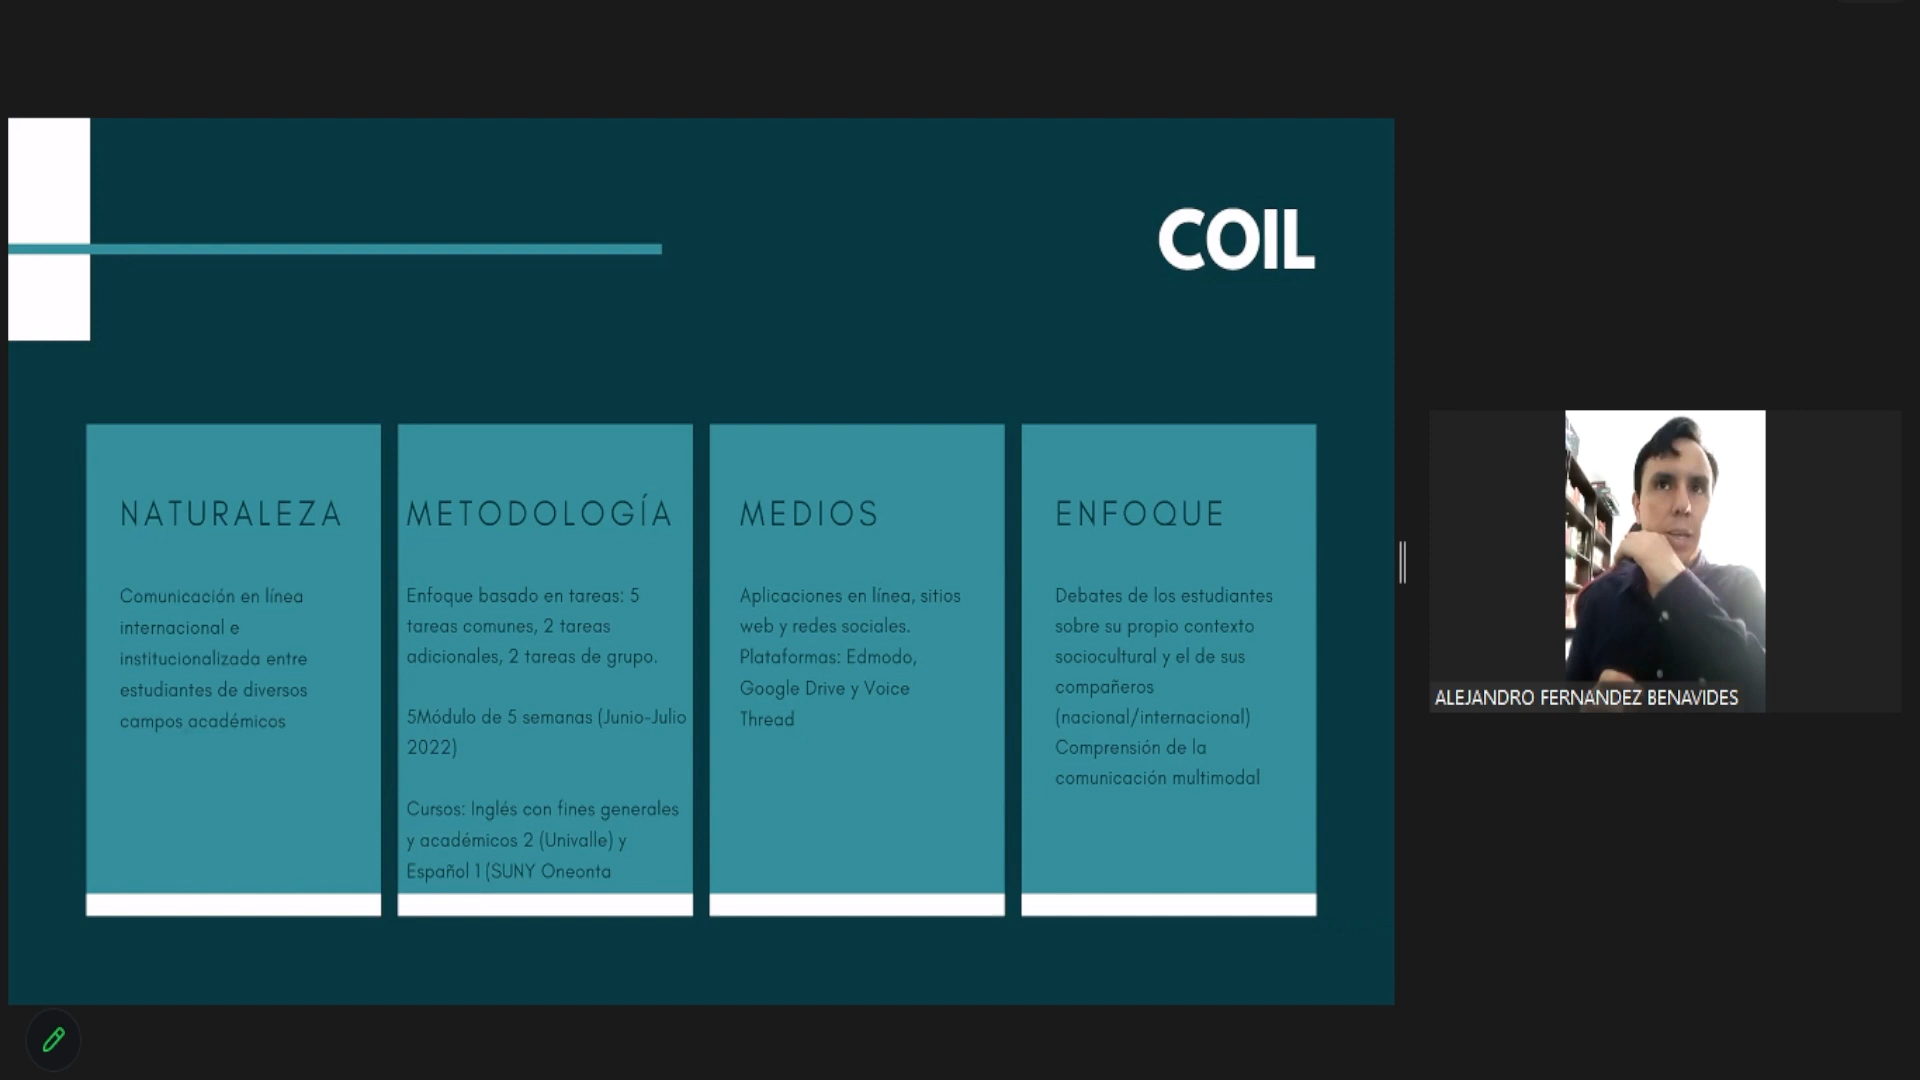 COIL
NATURALEZA
Comunicación en línea
internacional e
institucionalizada entre
estudiantes de diversos
campos académicos
METODOLOGÍA
Enfoque basado en tareas: 5
tareas comunes, 2 tareas
adicionales, 2 tareas de grupo.
5Módulo de 5 semanas (Junio-Julio
2022)
Cursos: Inglés con fines generales
y académicos 2 (Univalle) y
Español 1 (SUNY Oneonta
MEDIOS
Aplicaciones en línea, sitios
web y redes sociales.
Plataformas: Edmodo,
Google Drive y Voice
Thread
ENFOQUE
Debates de los estudiantes
sobre su propio contexto
sociocultural y el de sus
compañeros
(nacional/internacional)
Comprensión de la
comunicación multimodal
ALEJANDRO FERNANDEZ BENAVIDES